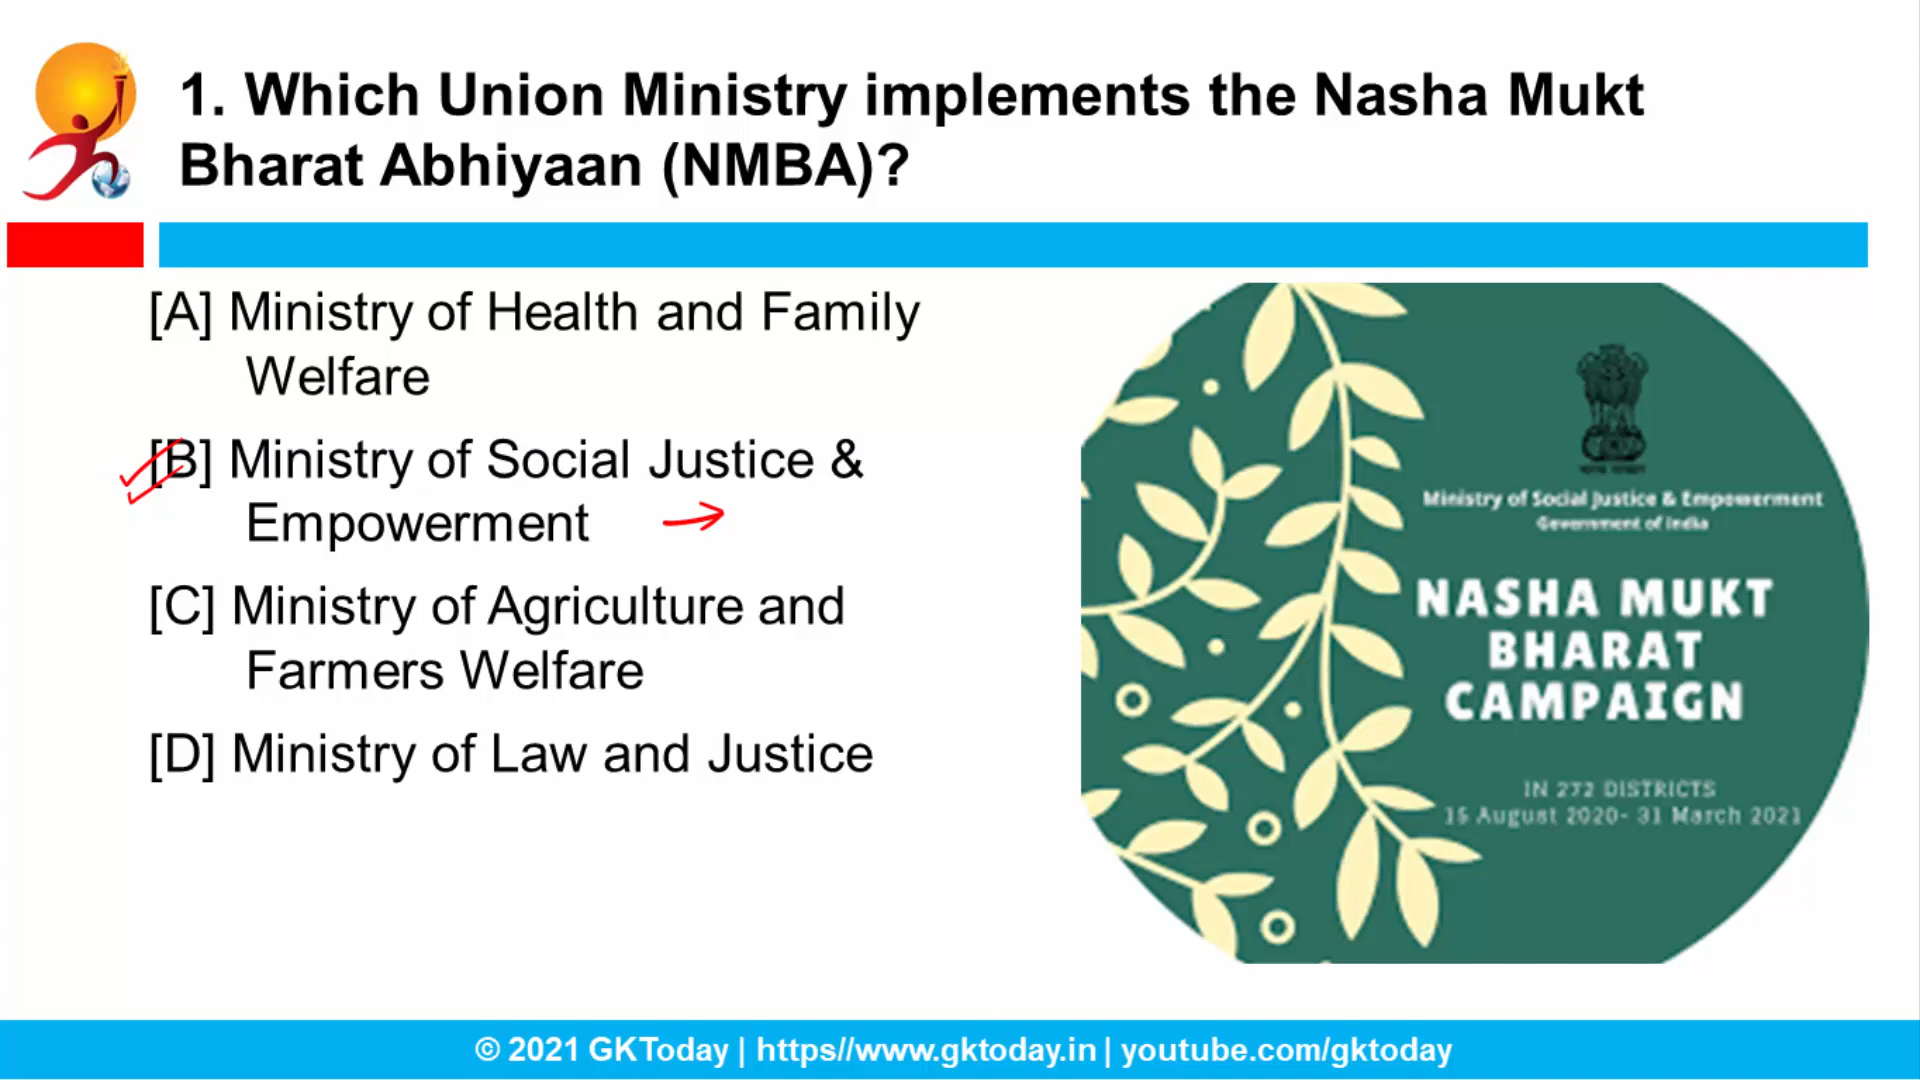 1. Which Union Ministry implements the Nasha Mukt
Bharat Abhiyaan (NMBA)?
[A] Ministry of Health and Family
Welfare
[B] Ministry of Social Justice &
Empowerment
[C] Ministry of Agriculture and
Farmers Welfare
[D] Ministry of Law and Justice
Ministry of Social Justice & Empowerment
Government of India
NASHA MUKT
BHARAT
CAMPAIGN
IN 272 DISTRICTS
15 August 2020- 31 March 2021
© 2021 GKToday | https//www.gktoday.in | youtube.com/gktoday